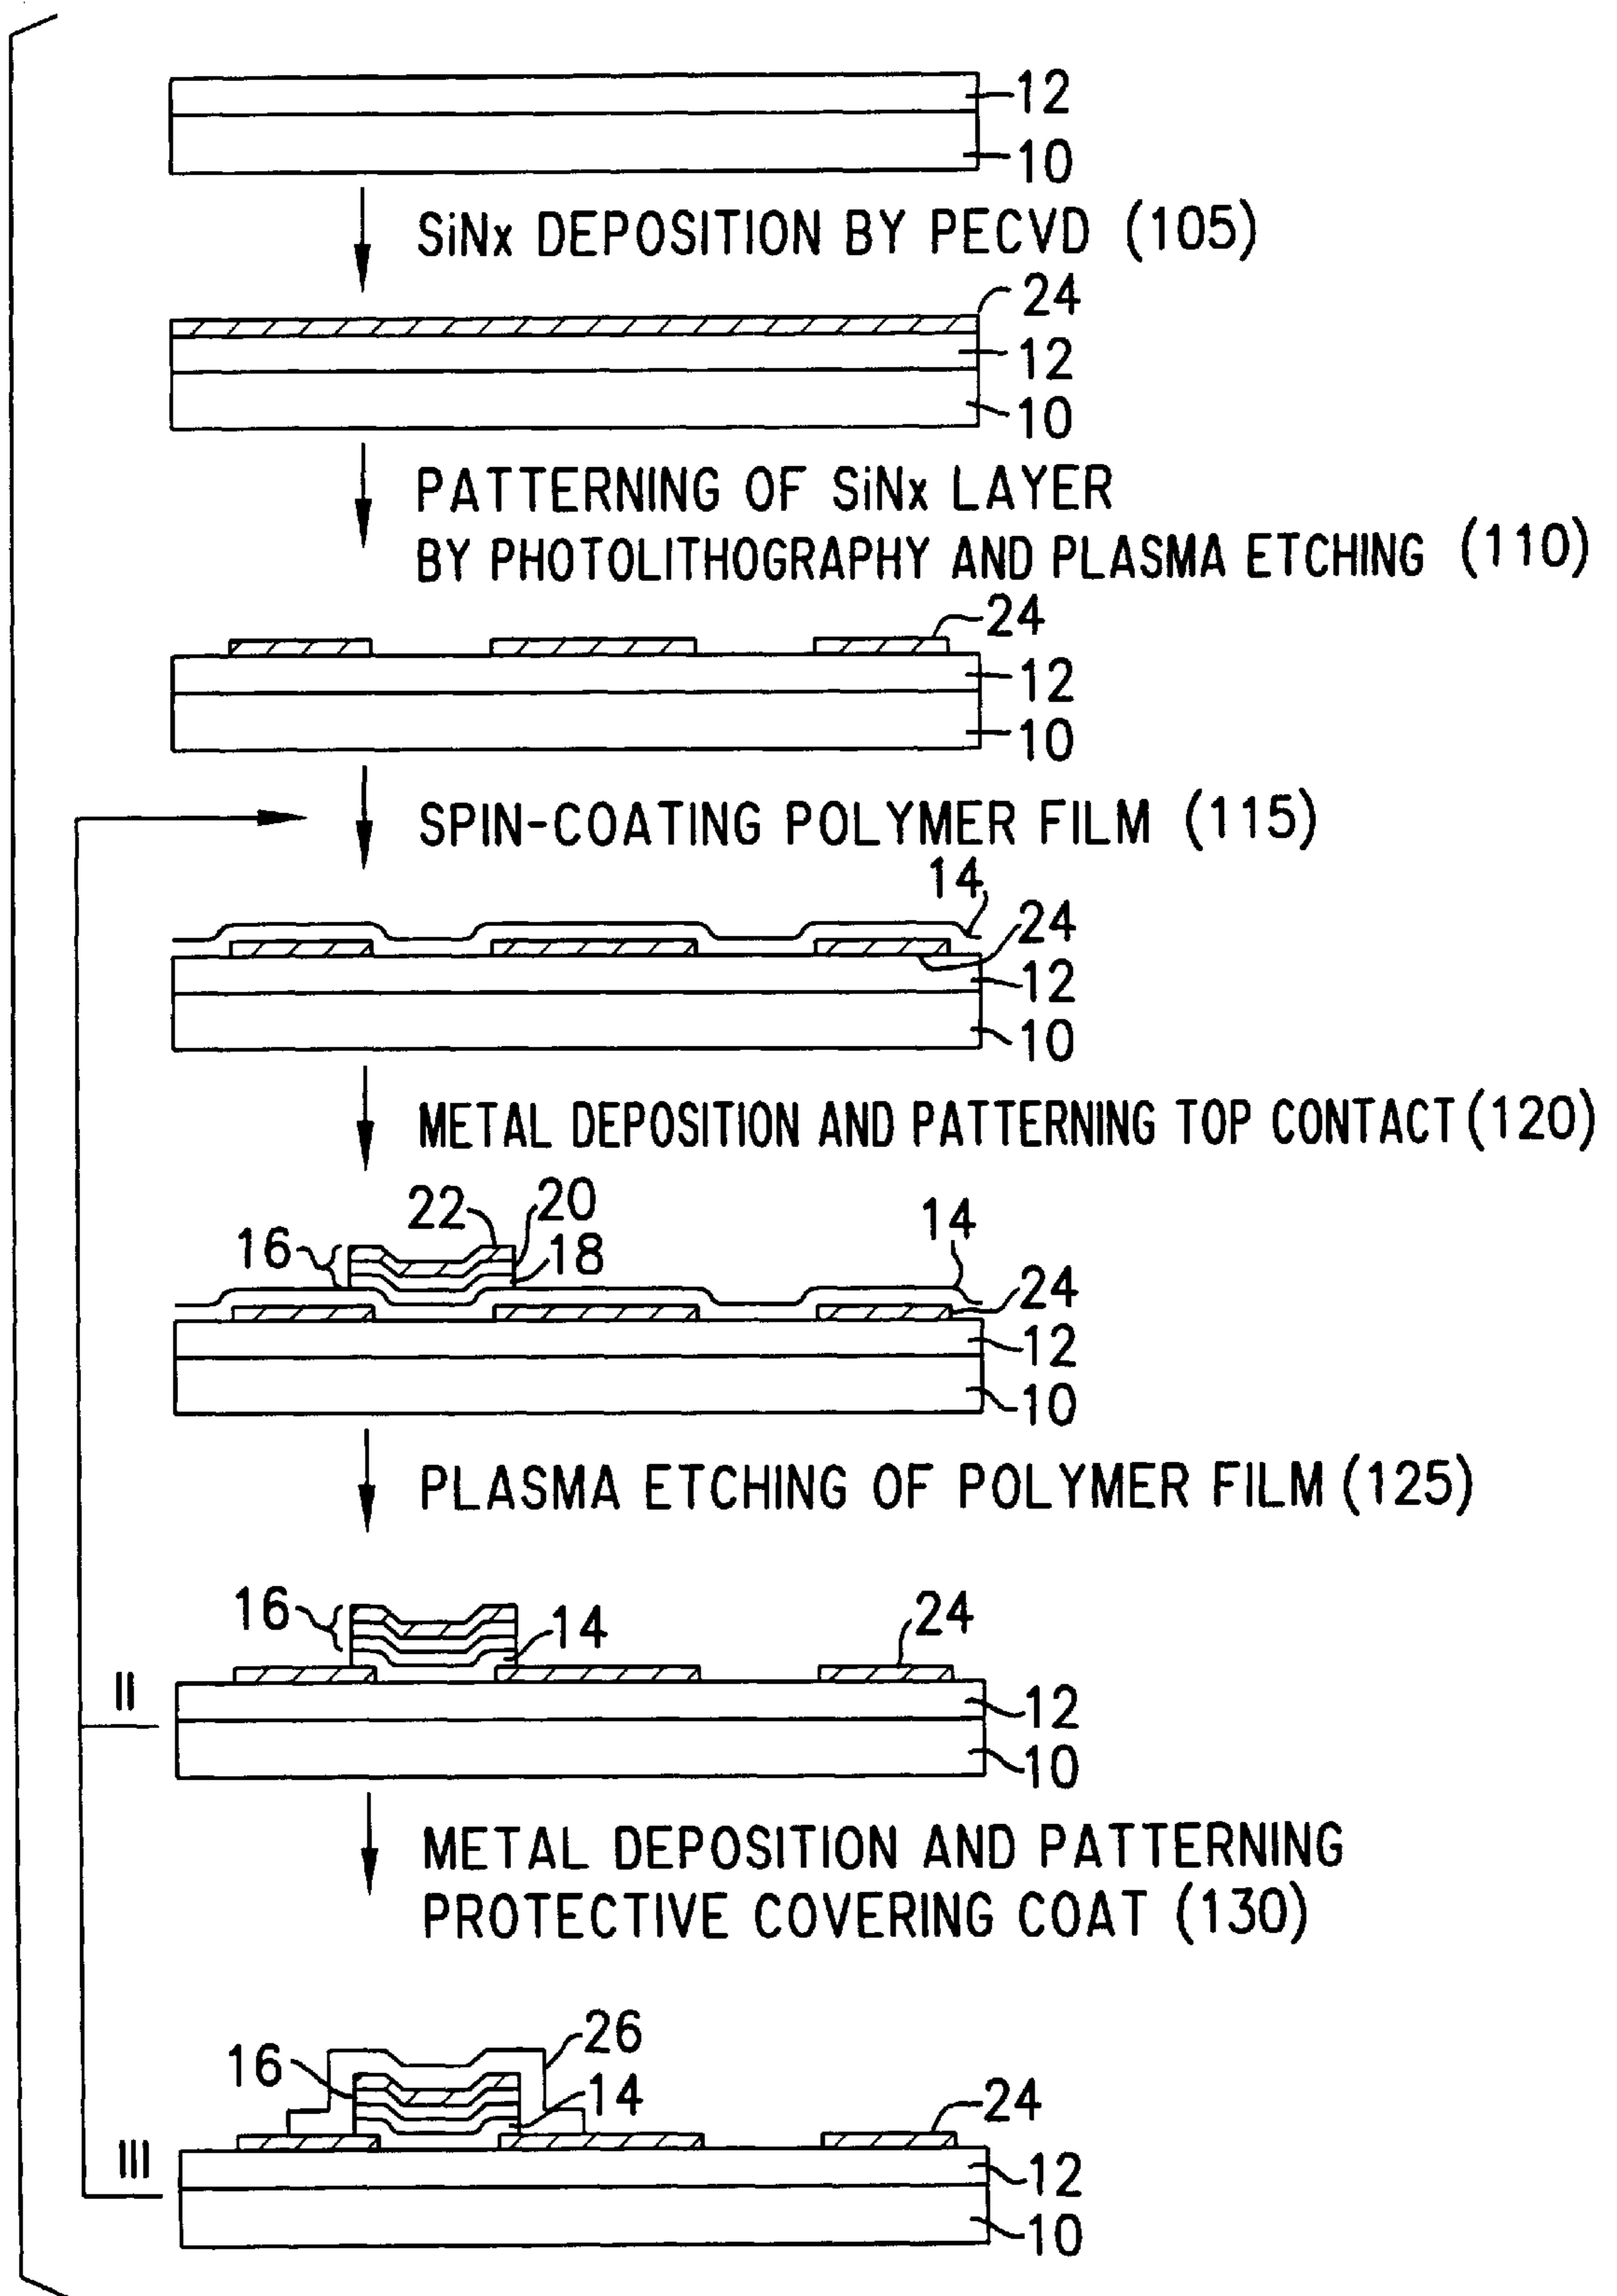 12
10
SiNx DEPOSITION BY PECVD (105)
24
12
10
PATTERNING OF SiNx LAYER
BY PHOTOLITHOGRAPHY AND PLASMA ETCHING (110)
24
12
10
SPIN-COATING POLYMER FILM (115)
14
24
12
10
METAL DEPOSITION AND PATTERNING TOP CONTACT (120)
22 20
16 18 14
24
12
10
PLASMA ETCHING OF POLYMER FILM (125)
16 14 24
II
12
10
METAL DEPOSITION AND PATTERNING
PROTECTIVE COVERING COAT (130)
26
16 14 24
III
12
10